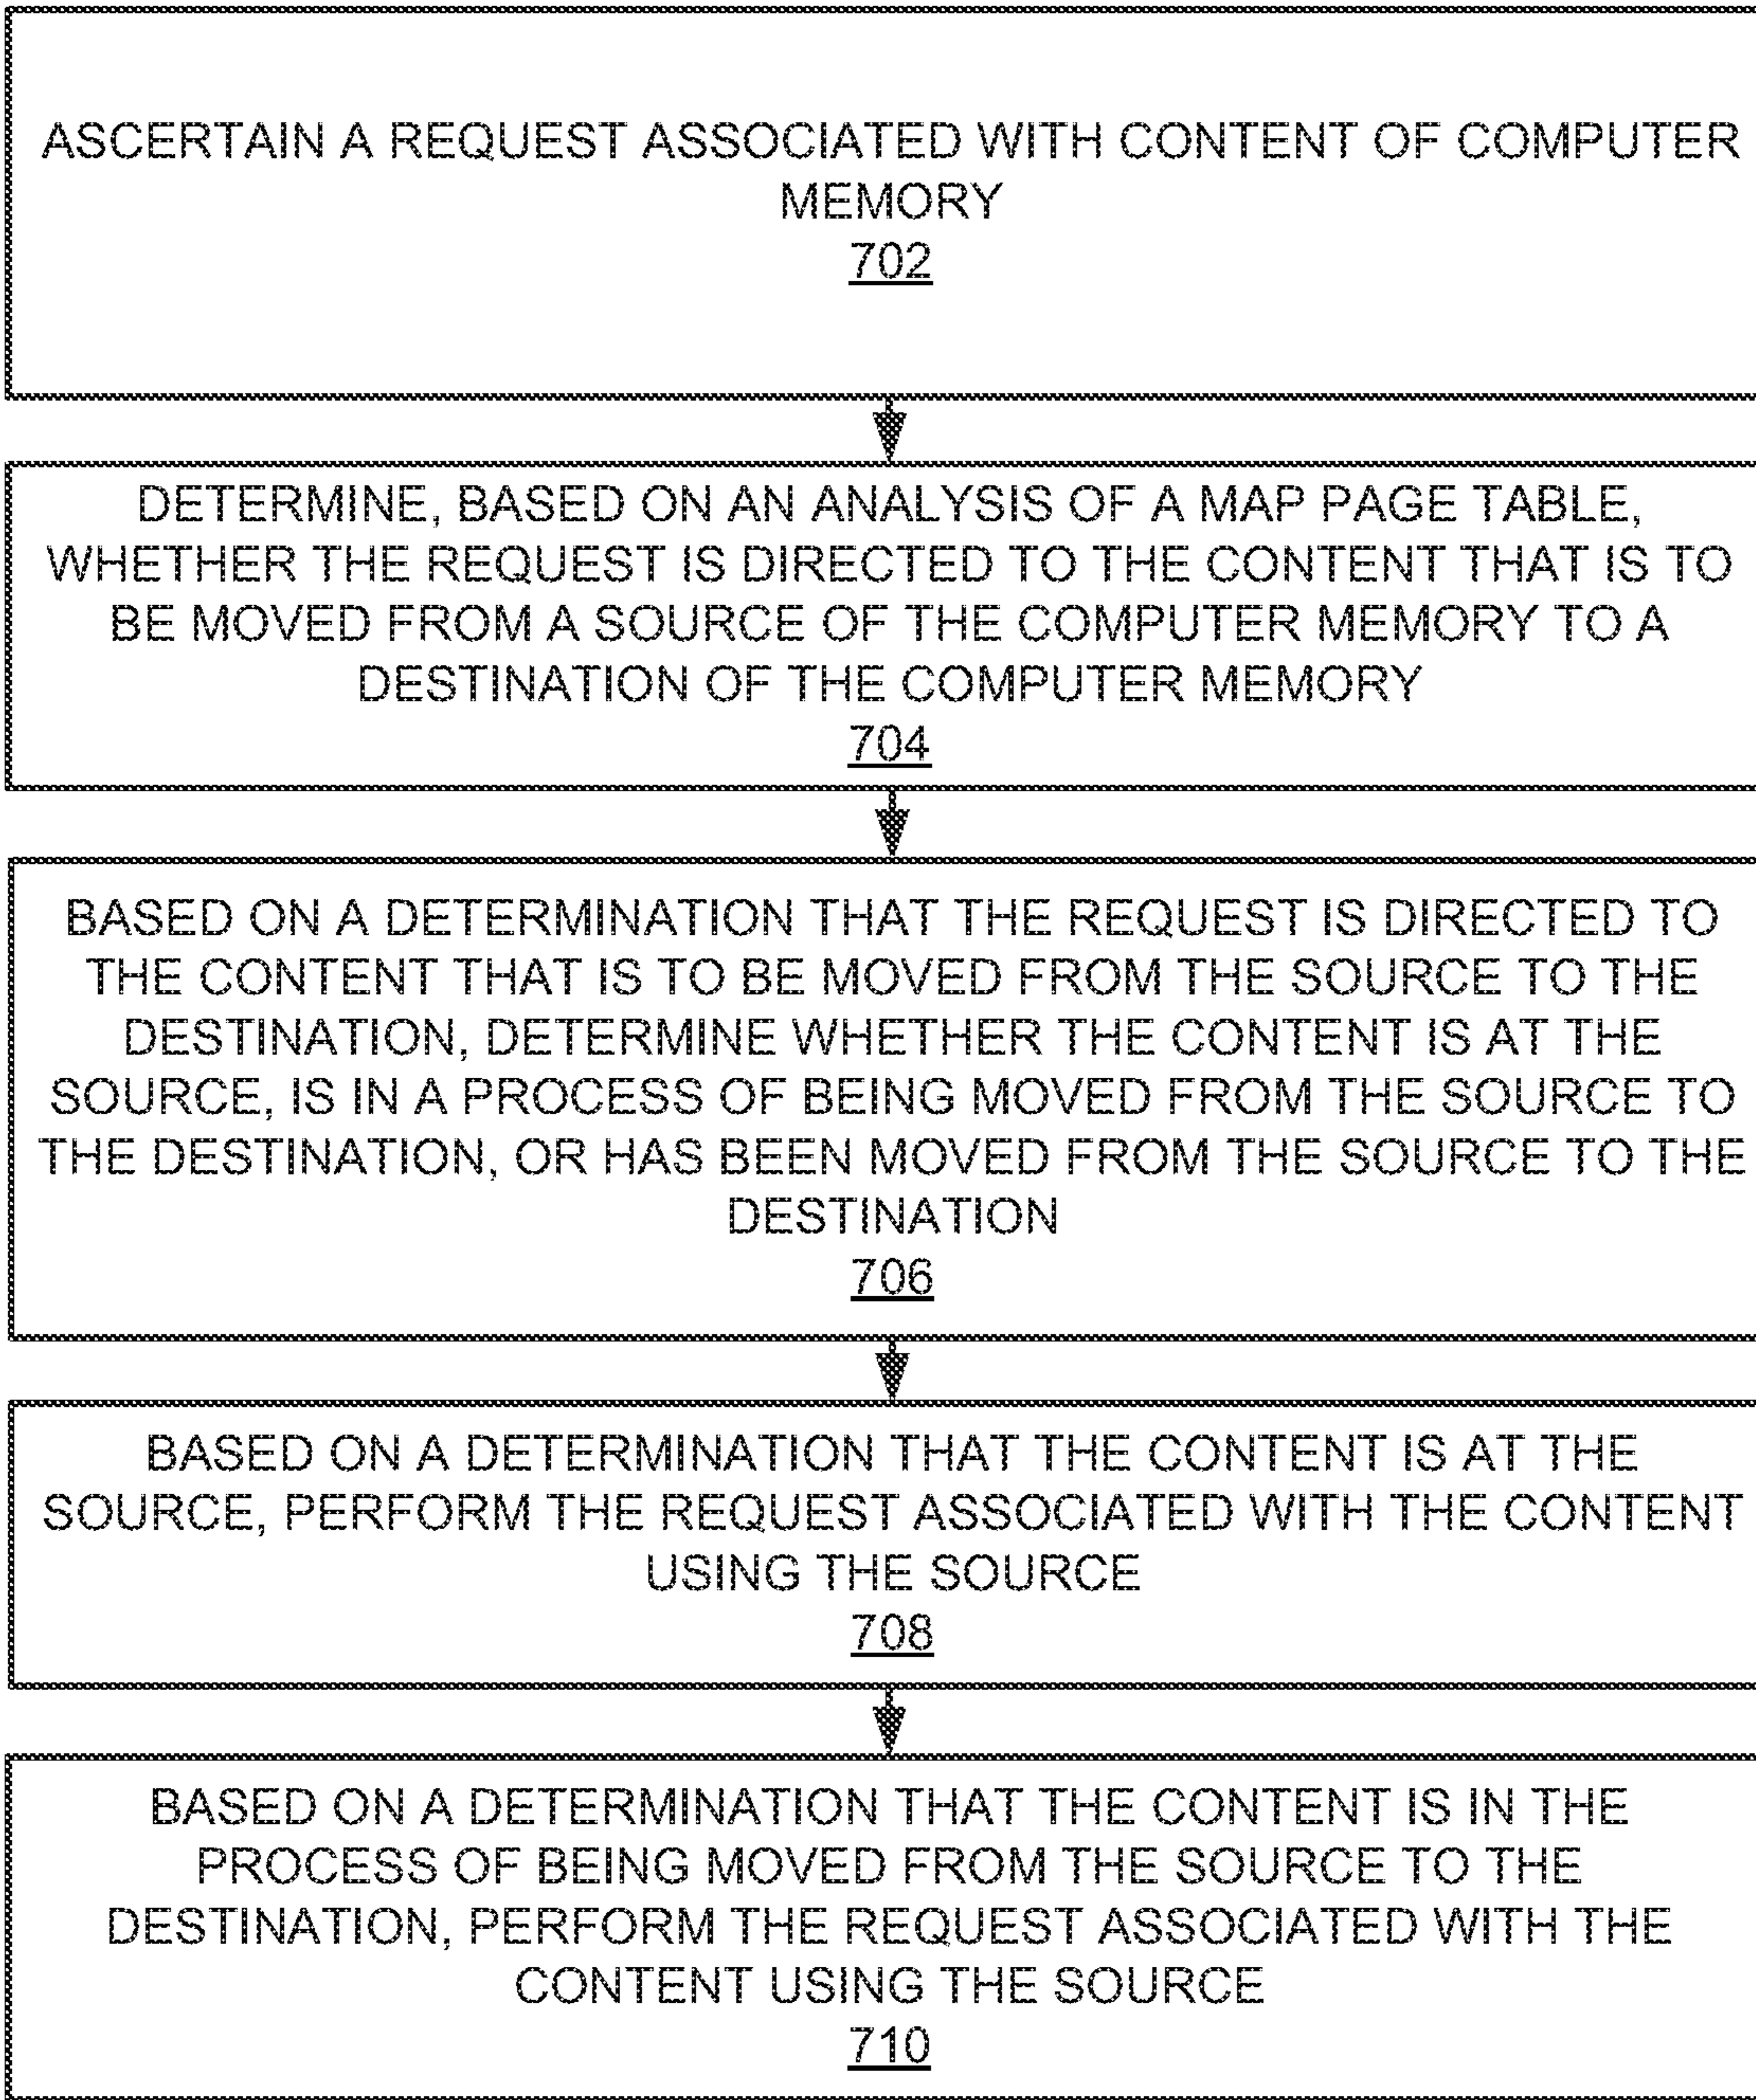 ASCERTAIN A REQUEST ASSOCIATED WITH CONTENT OF COMPUTER
MEMORY
702
DETERMINE, BASED ON AN ANALYSIS OF A MAP PAGE TABLE,
WHETHER THE REQUEST IS DIRECTED TO THE CONTENT THAT IS TO
BE MOVED FROM A SOURCE OF THE COMPUTER MEMORY TO A
DESTINATION OF THE COMPUTER MEMORY
704
BASED ON A DETERMINATION THAT THE REQUEST IS DIRECTED TO
THE CONTENT THAT IS TO BE MOVED FROM THE SOURCE TO THE
DESTINATION, DETERMINE WHETHER THE CONTENT IS AT THE
SOURCE, IS IN A PROCESS OF BEING MOVED FROM THE SOURCE TO
THE DESTINATION, OR HAS BEEN MOVED FROM THE SOURCE TO THE
DESTINATION
706
BASED ON A DETERMINATION THAT THE CONTENT IS AT THE
SOURCE, PERFORM THE REQUEST ASSOCIATED WITH THE CONTENT
USING THE SOURCE
708
BASED ON A DETERMINATION THAT THE CONTENT IS IN THE
PROCESS OF BEING MOVED FROM THE SOURCE TO THE
DESTINATION, PERFORM THE REQUEST ASSOCIATED WITH THE
CONTENT USING THE SOURCE
710